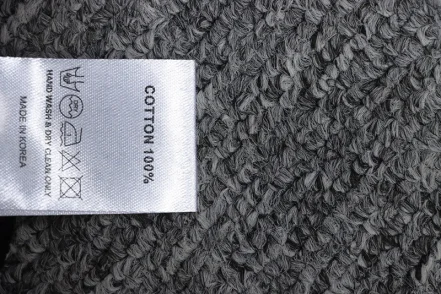 COTTON 100%
HAND WASH & DRY CLEAN ONLY
MADE IN KOREA